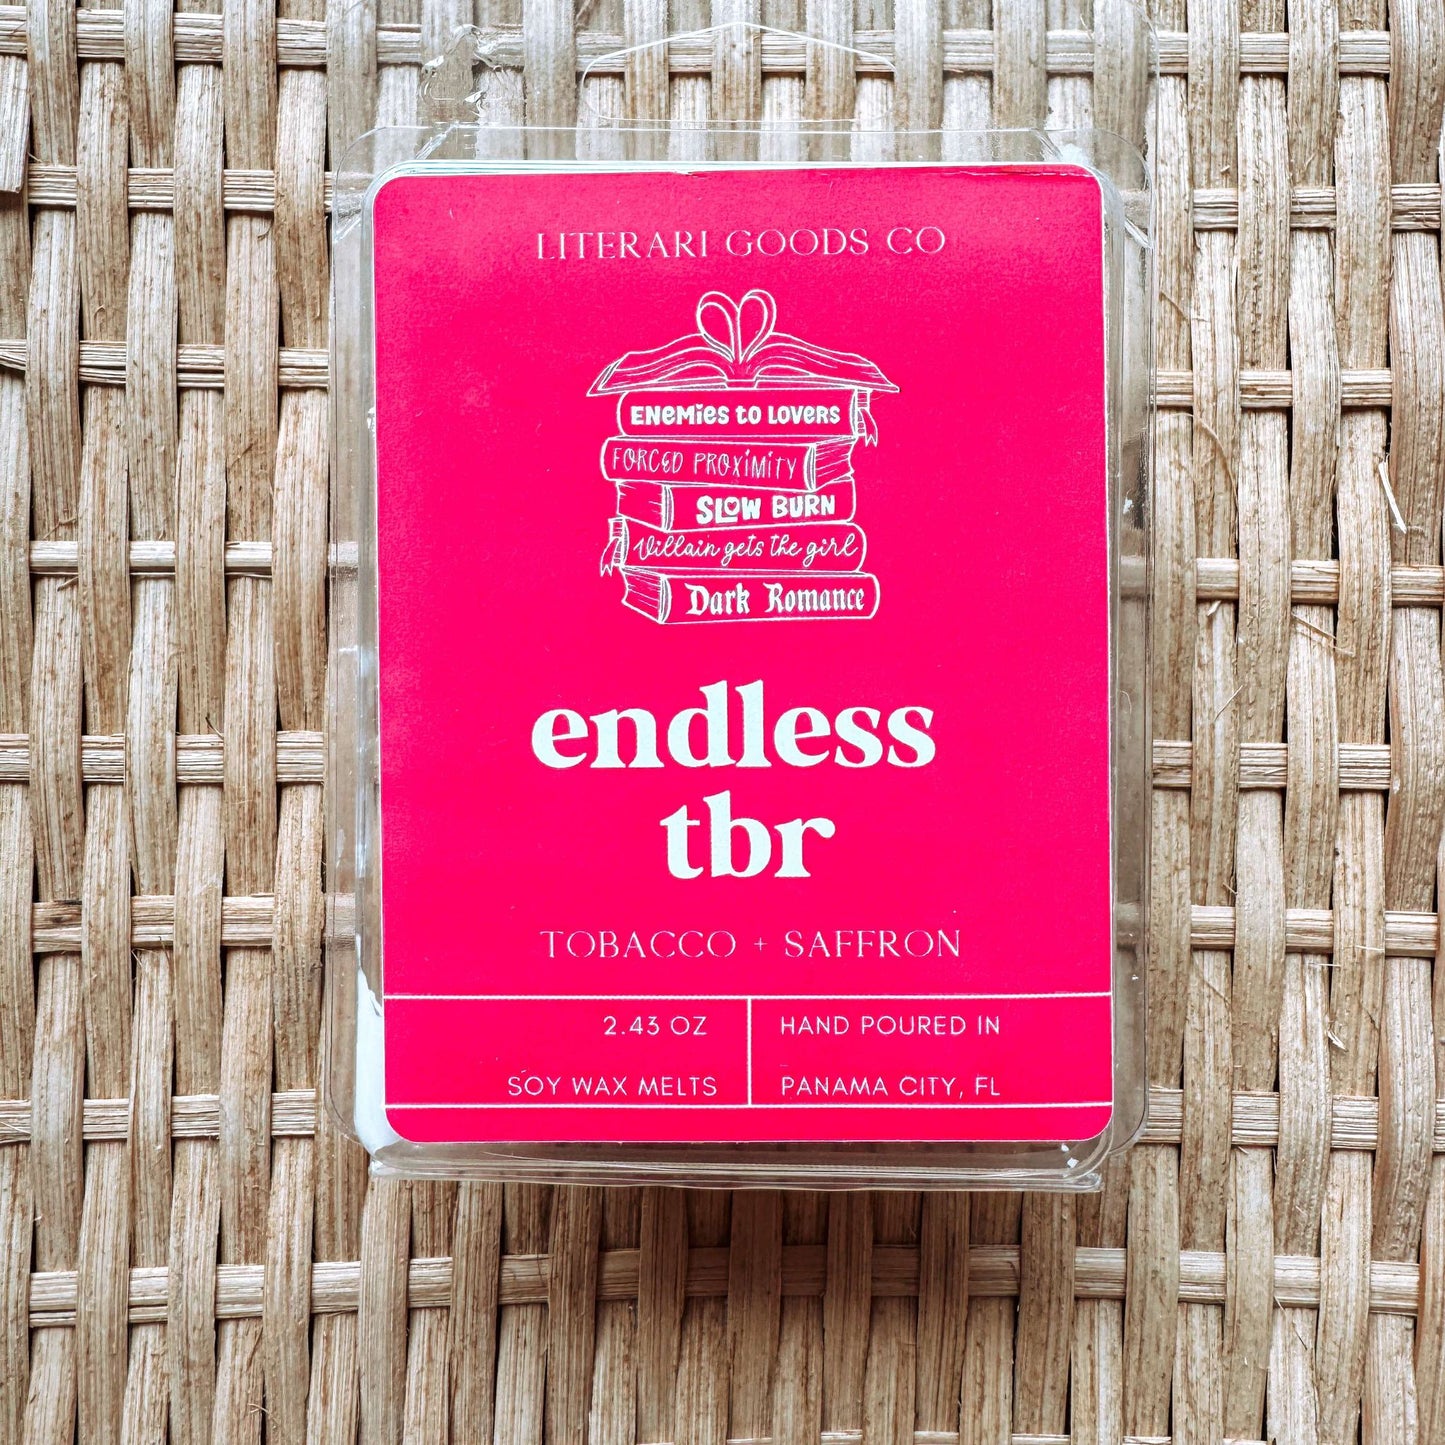 LITERARI GOODS CO
ENEMIES TO LOVERS
FORCED PROXIMITY
SLOW BURN
Villain gets the girl
Dark Romance
endless
tbr
TOBACCO + SAFFRON
2.43 OZ
SOY WAX MELTS
HAND POURED IN
PANAMA CITY, FL